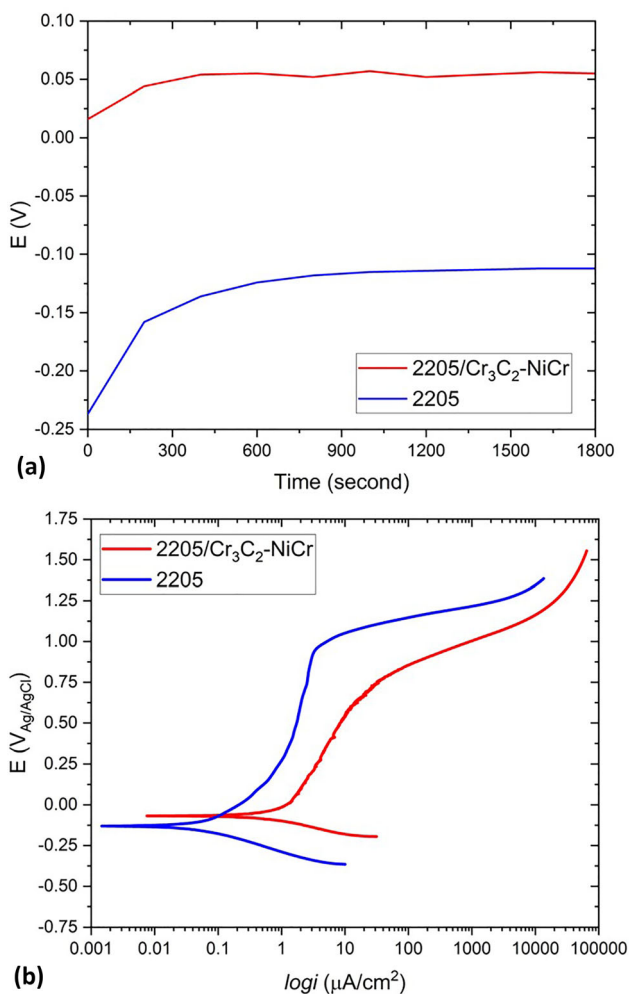 0.10
0.05
0.00
-0.05
-0.10
-0.15
-0.20
-0.25
E (V)
2205/Cr₃C₂-NiCr
2205
0 300 600 900 1200 1500 1800
Time (second)
(a)
1.75
1.50
1.25
1.00
0.75
0.50
0.25
0.00
-0.25
-0.50
-0.75
E (V_Ag/AgCl)
2205/Cr₃C₂-NiCr
2205
0.001 0.01 0.1 1 10 100 1000 10000 100000
logi (µA/cm²)
(b)